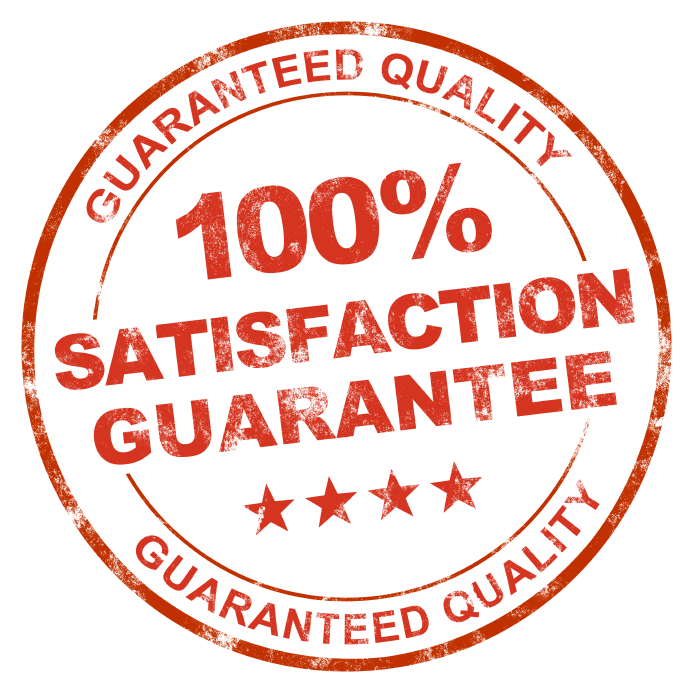 GUARANTEED QUALITY
100%
SATISFACTION
GUARANTEE
GUARANTEED QUALITY